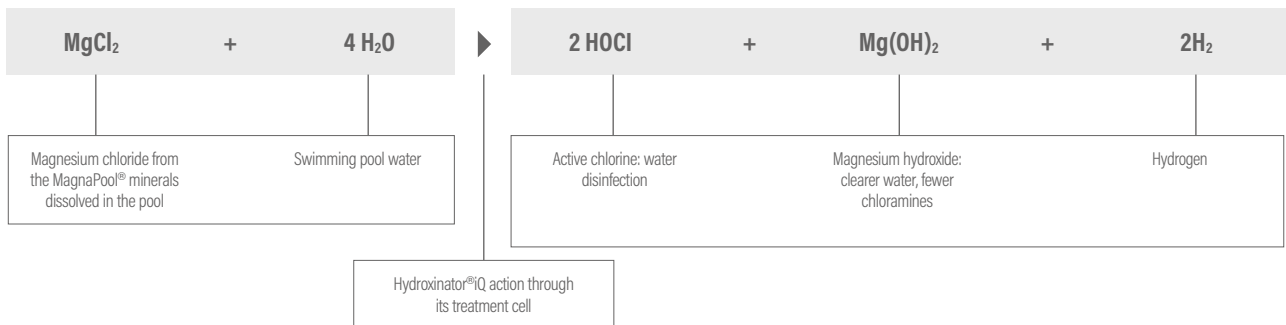 MgCl₂ + 4 H₂O ▶ 2 HOCl + Mg(OH)₂ + 2H₂
Magnesium chloride from
the MagnaPool® minerals
dissolved in the pool
Swimming pool water
Active chlorine: water
disinfection
Magnesium hydroxide:
clearer water, fewer
chloramines
Hydrogen
Hydroxinator®iQ action through
its treatment cell